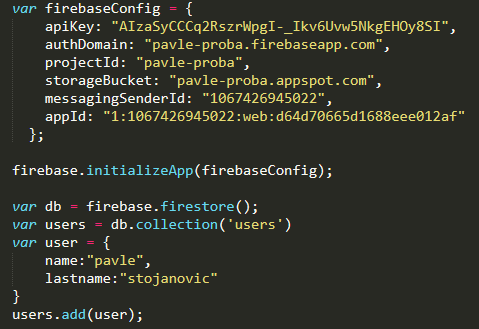 var firebaseConfig = {
    apiKey: "AIzaSyCCCq2RszrWpgI-_Ikv6Uvw5NkgEHOy8SI",
    authDomain: "pavle-proba.firebaseapp.com",
    projectId: "pavle-proba",
    storageBucket: "pavle-proba.appspot.com",
    messagingSenderId: "1067426945022",
    appId: "1:1067426945022:web:d64d70665d1688eee012af"
  };
firebase.initializeApp(firebaseConfig);
var db = firebase.firestore();
var users = db.collection('users')
var user = {
    name:"pavle",
    lastname:"stojanovic"
}
users.add(user);